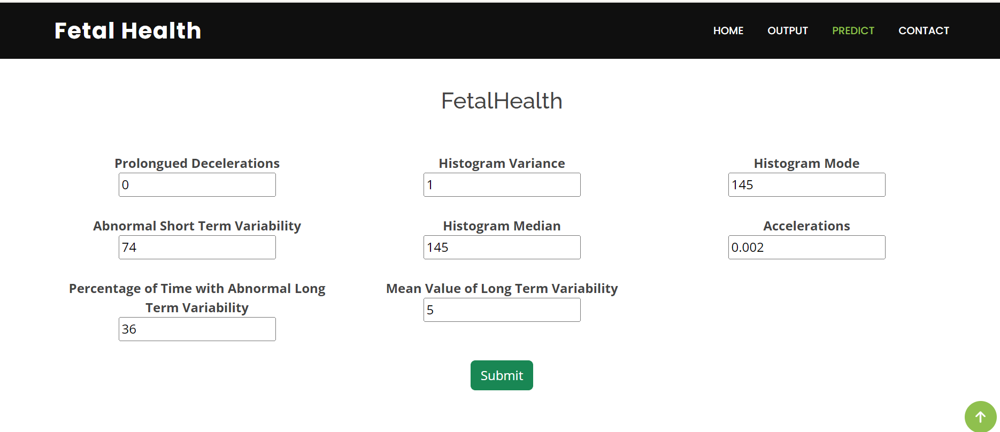 Fetal Health
HOME OUTPUT PREDICT CONTACT
FetalHealth
Prolongued Decelerations
0
Histogram Variance
1
Histogram Mode
145
Abnormal Short Term Variability
74
Histogram Median
145
Accelerations
0.002
Percentage of Time with Abnormal Long
Term Variability
36
Mean Value of Long Term Variability
5
Submit